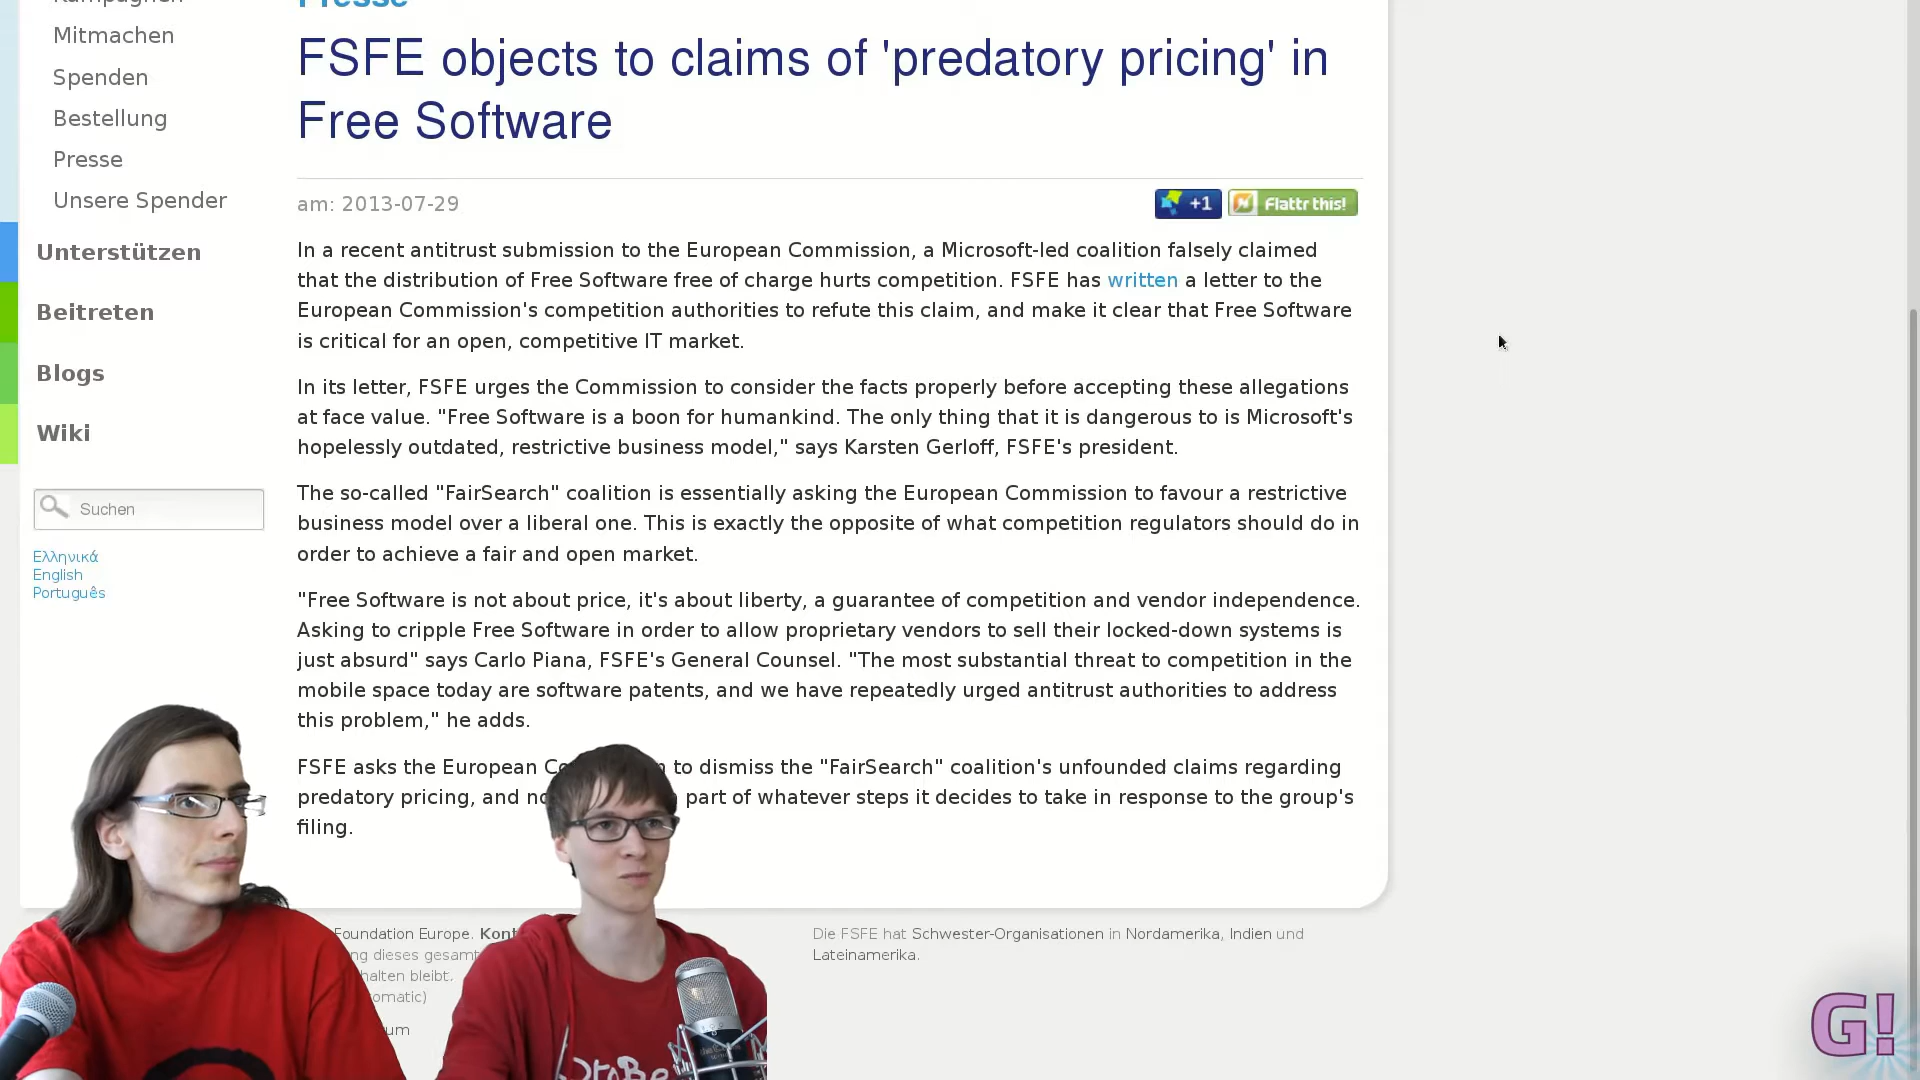 Presse
Mitmachen
Spenden
Bestellung
Presse
Unsere Spender
Unterstützen
Beitreten
Blogs
Wiki
Suchen
Ελληνικά
English
Português
FSFE objects to claims of 'predatory pricing' in
Free Software
am: 2013-07-29
+1
Flattr this!
In a recent antitrust submission to the European Commission, a Microsoft-led coalition falsely claimed
that the distribution of Free Software free of charge hurts competition. FSFE has written a letter to the
European Commission's competition authorities to refute this claim, and make it clear that Free Software
is critical for an open, competitive IT market.
In its letter, FSFE urges the Commission to consider the facts properly before accepting these allegations
at face value. "Free Software is a boon for humankind. The only thing that it is dangerous to is Microsoft's
hopelessly outdated, restrictive business model," says Karsten Gerloff, FSFE's president.
The so-called "FairSearch" coalition is essentially asking the European Commission to favour a restrictive
business model over a liberal one. This is exactly the opposite of what competition regulators should do in
order to achieve a fair and open market.
"Free Software is not about price, it's about liberty, a guarantee of competition and vendor independence.
Asking to cripple Free Software in order to allow proprietary vendors to sell their locked-down systems is
just absurd" says Carlo Piana, FSFE's General Counsel. "The most substantial threat to competition in the
mobile space today are software patents, and we have repeatedly urged antitrust authorities to address
this problem," he adds.
FSFE asks the European to dismiss the "FairSearch" coalition's unfounded claims regarding
predatory pricing, and part of whatever steps it decides to take in response to the group's
filing.
Foundation Europe.
dieses
bleibt.
Die FSFE hat Schwester-Organisationen in Nordamerika, Indien und
Lateinamerika.
G!